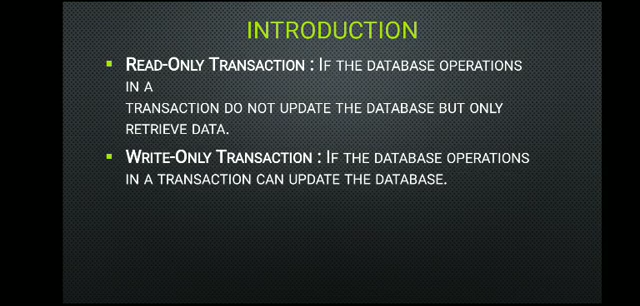 INTRODUCTION
READ-ONLY TRANSACTION : IF THE DATABASE OPERATIONS
IN A
TRANSACTION DO NOT UPDATE THE DATABASE BUT ONLY
RETRIEVE DATA.
WRITE-ONLY TRANSACTION : IF THE DATABASE OPERATIONS
IN A TRANSACTION CAN UPDATE THE DATABASE.